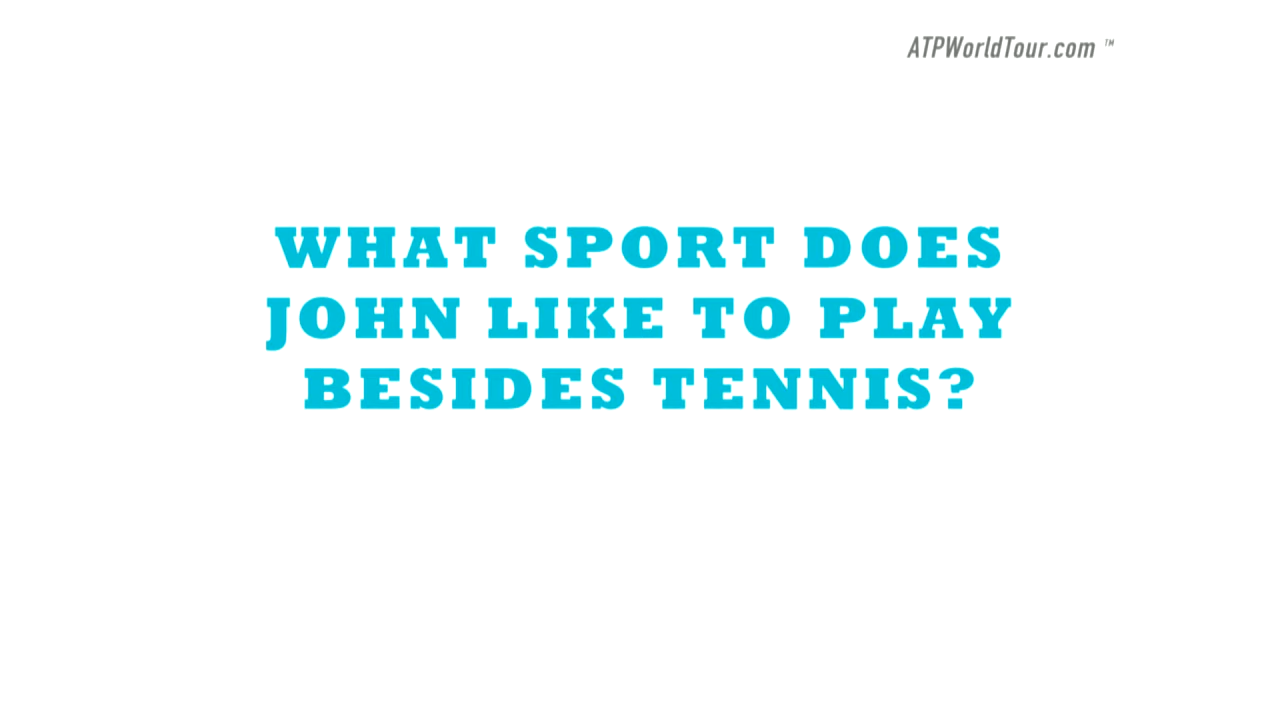 ATPWorldTour.com ™
WHAT SPORT DOES
JOHN LIKE TO PLAY
BESIDES TENNIS?